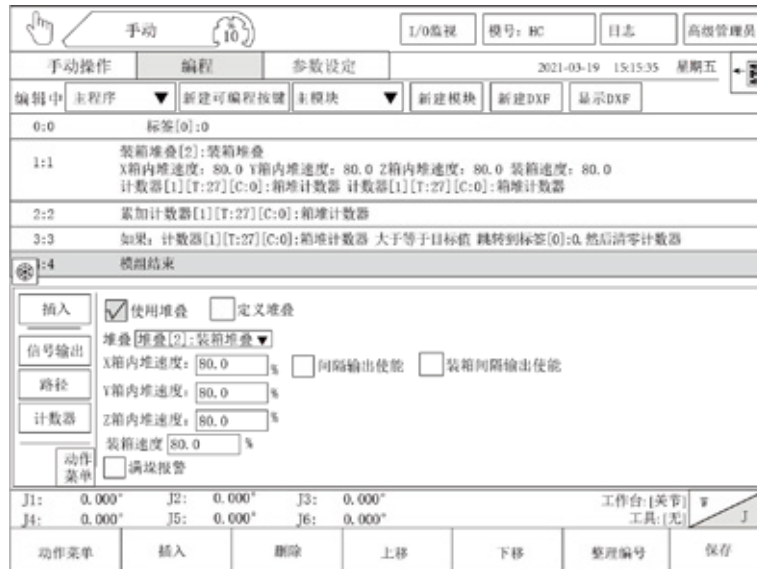 手动 10 I/O监视 模号: HC 日志 高级管理员
手动操作 编程 参数设定 2021-03-19 15:15:35 星期五
编辑中 主程序 新建可编程按键 主模块 新建模块 新建DXF 显示DXF
0:0 标签[0]:0
1:1 装箱堆叠[2]:装箱堆叠
X箱内堆速度: 80.0 Y箱内堆速度: 80.0 Z箱内堆速度: 80.0 装箱速度: 80.0
计数器[1][T:27][C:0]:箱堆计数器 计数器[1][T:27][C:0]:箱堆计数器
2:2 累加计数器[1][T:27][C:0]:箱堆计数器
3:3 如果: 计数器[1][T:27][C:0]:箱堆计数器 大于等于目标值 跳转到标签[0]:0,然后清零计数器
:4 模组结束
插入 使用堆叠 定义堆叠
堆叠 堆叠[2]:装箱堆叠
信号输出 X箱内堆速度: 80.0 % 间隔输出使能 装箱间隔输出使能
路径 Y箱内堆速度: 80.0 %
计数器 Z箱内堆速度: 80.0 %
装箱速度 80.0 %
动作菜单 满垛报警
J1: 0.000° J2: 0.000° J3: 0.000° 工作台:[关节] W
J4: 0.000° J5: 0.000° J6: 0.000° 工具:[无] J
动作菜单 插入 删除 上移 下移 整理编号 保存